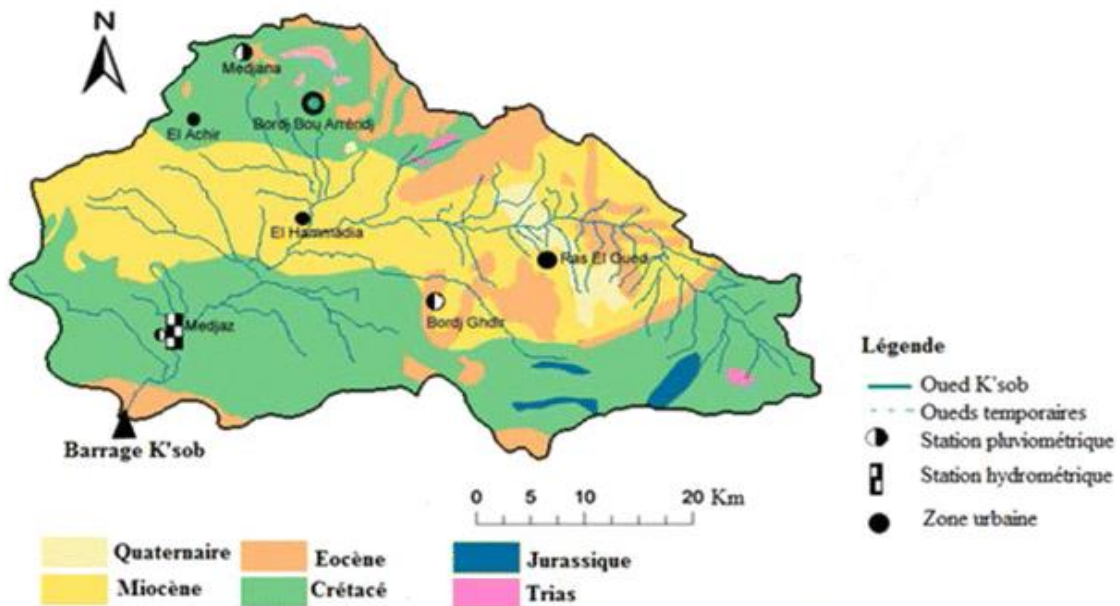 N
Medjana
Bordj Bou Arréridj
El Achir
El Hammadia
Ras El Oued
Bordj Ghdir
Medjaz
Barrage K'sob
Légende
Oued K'sob
Oueds temporaires
Station pluviométrique
Station hydrométrique
Zone urbaine
0 5 10 20 Km
Quaternaire Eocène Jurassique
Miocène Crétacé Trias